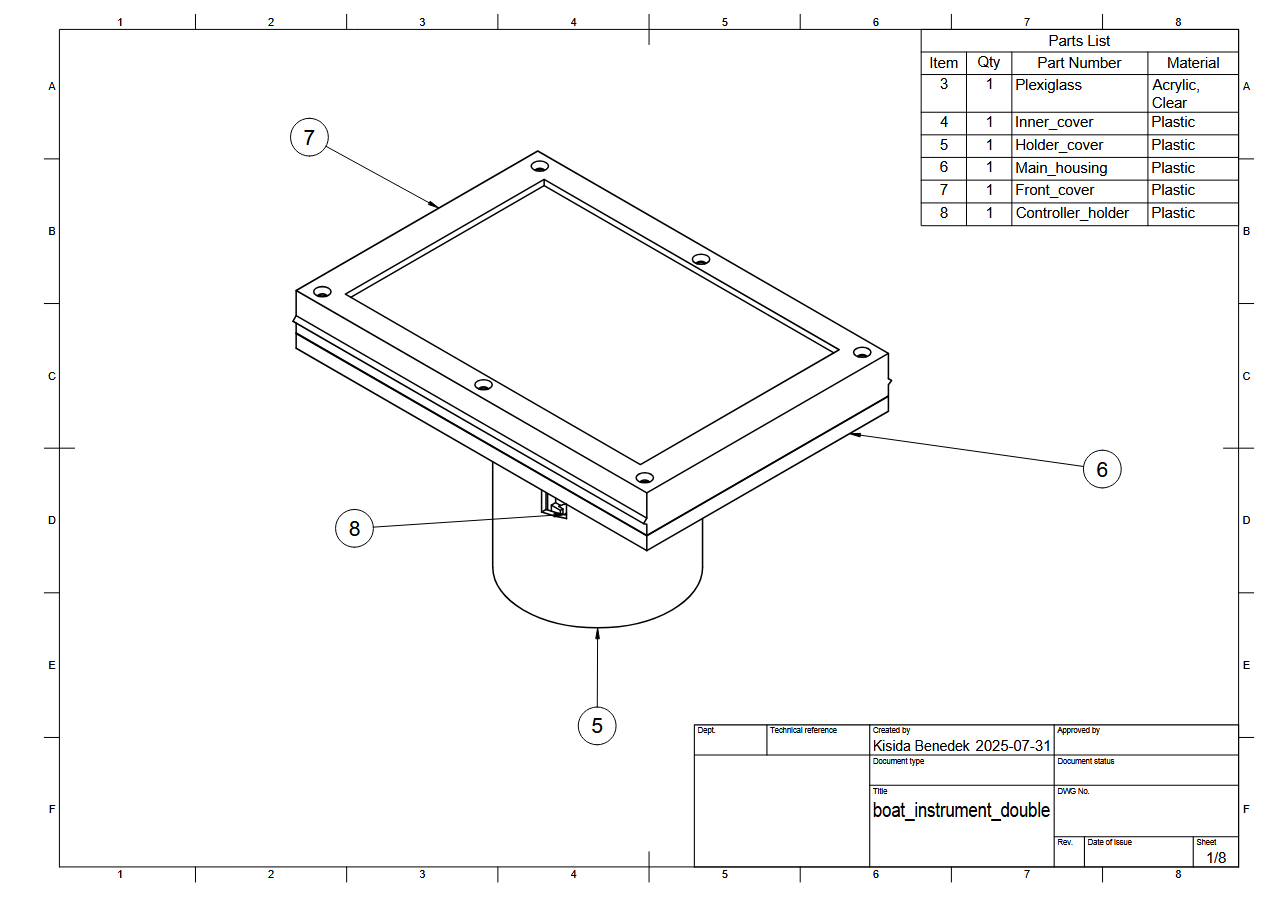 1 2 3 4 5 6 7 8
Parts List
Item Qty Part Number Material
3 1 Plexiglass Acrylic,
Clear
4 1 Inner_cover Plastic
5 1 Holder_cover Plastic
6 1 Main_housing Plastic
7 1 Front_cover Plastic
8 1 Controller_holder Plastic
A A
7
B B
C C
6
D D
8
E E
5
Dept. Technical reference Created by Approved by
Kisida Benedek 2025-07-31
Document type Document status
Title DWG No.
boat_instrument_double
F F
Rev. Date of issue Sheet
1/8
1 2 3 4 5 6 7 8